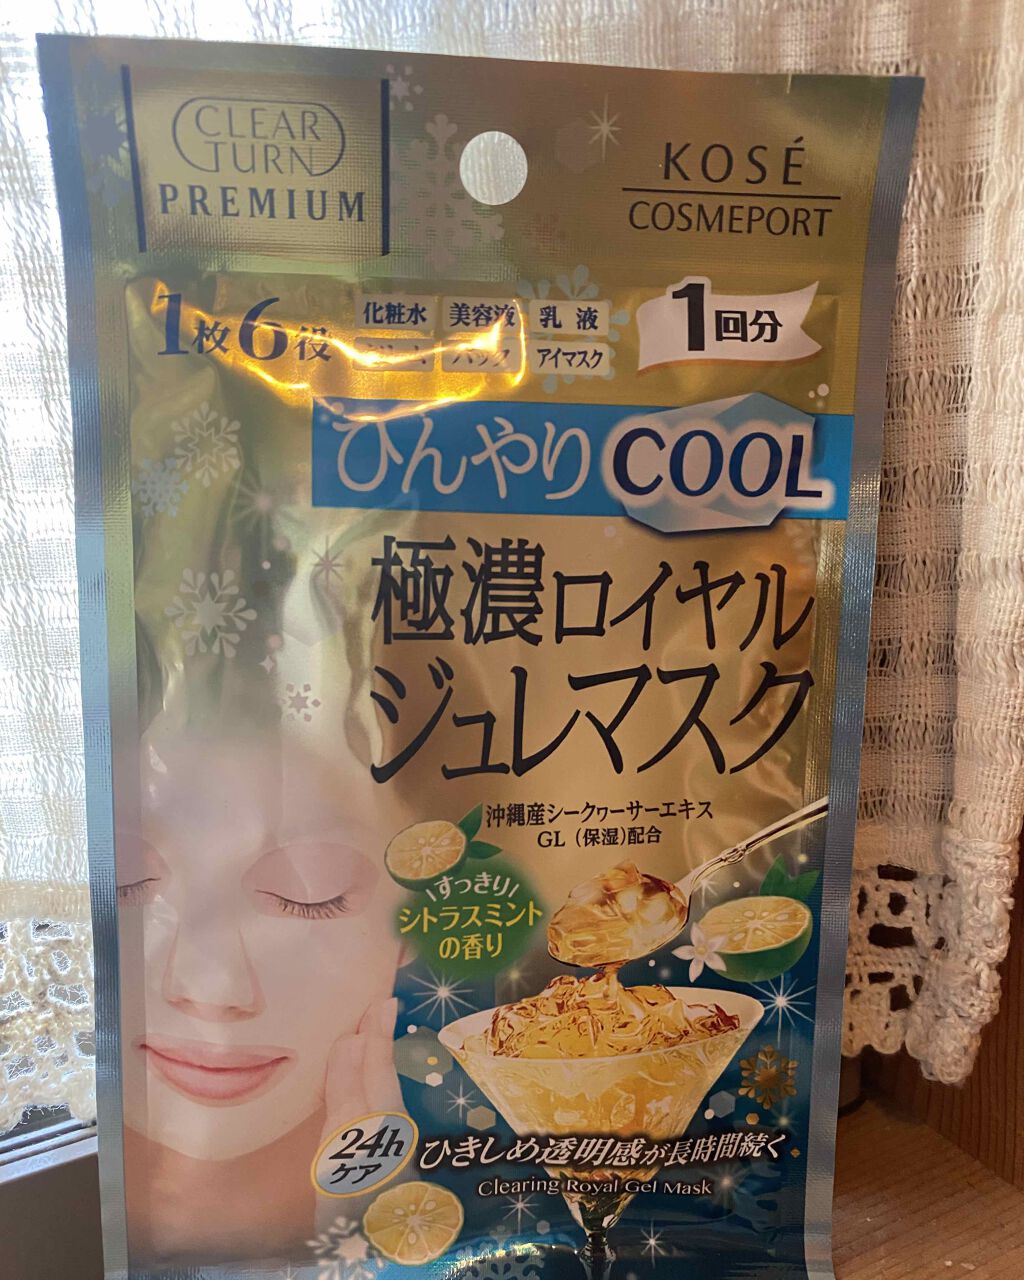 CLEAR
TURN
PREMIUM
KOSÉ
COSMEPORT
1枚6役
化粧水 美容液 乳液
パック アイマスク
1回分
ひんやりCOOL
極濃ロイヤル
ジュレマスク
沖縄産シークヮーサーエキス
GL（保湿）配合
\すっきり/
シトラスミント
の香り
24h
ケア
ひきしめ透明感が長時間続く
Clearing Royal Gel Mask